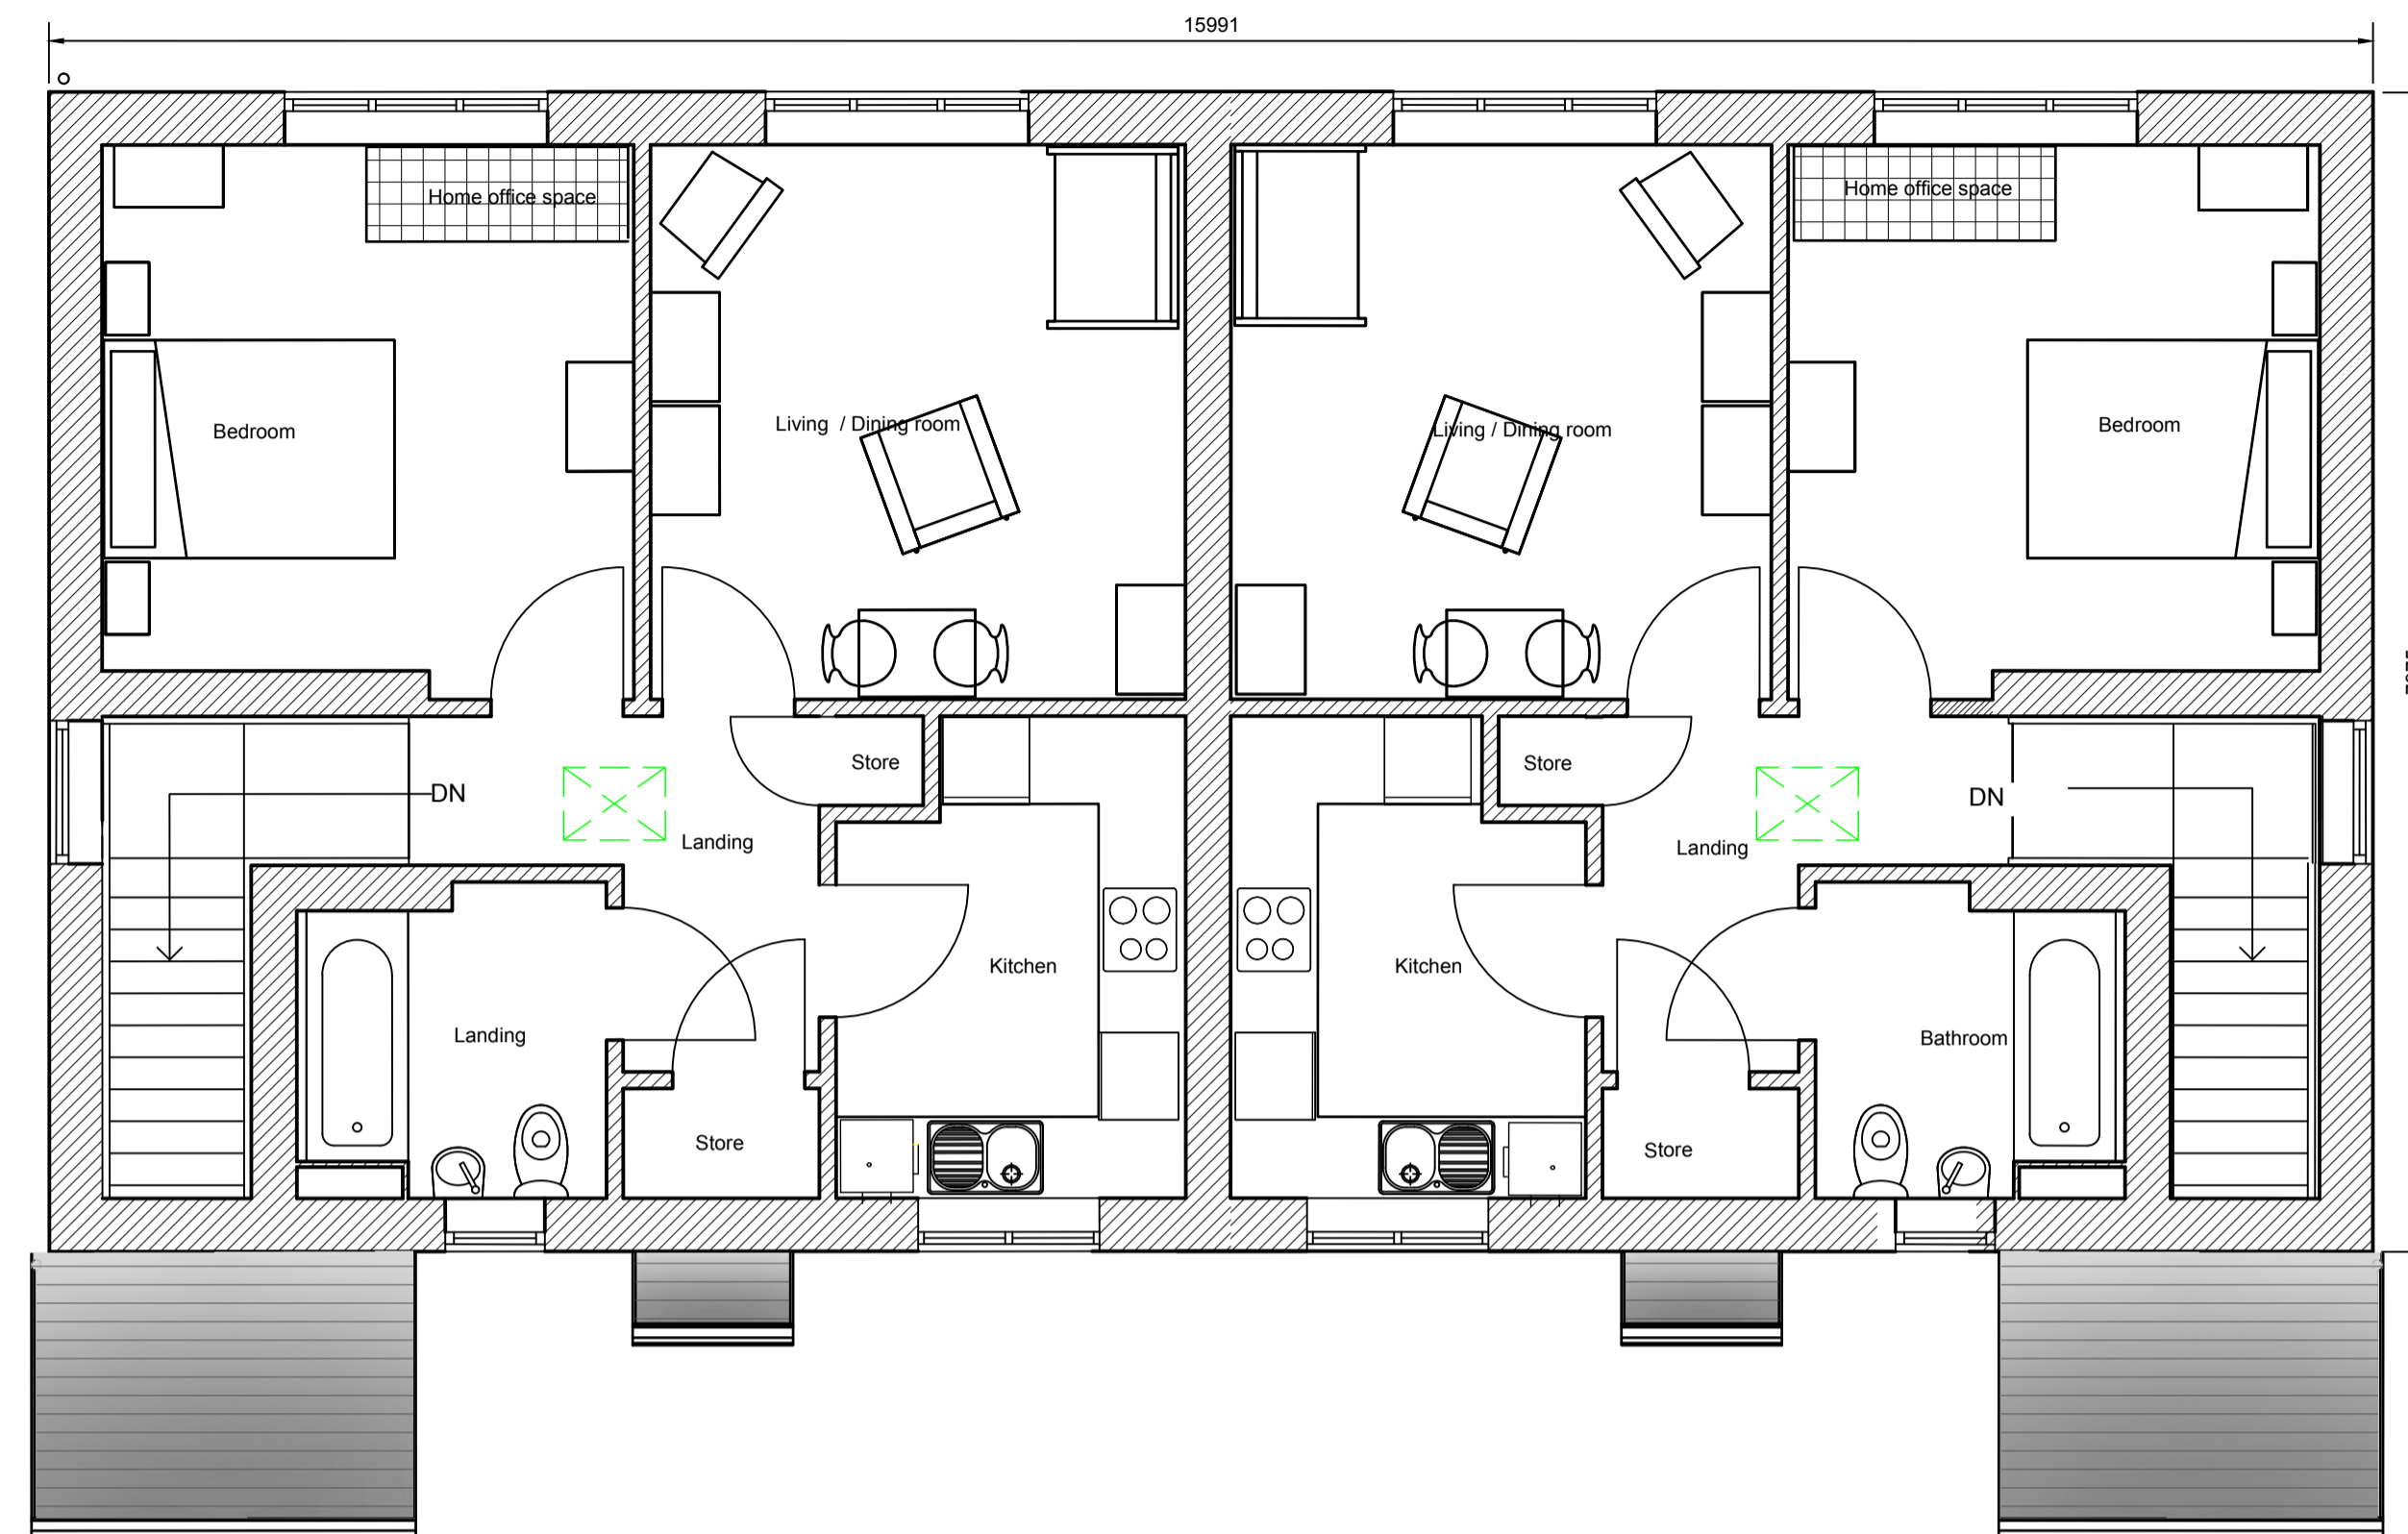 15991
Home office space
Home office space
Bedroom
Living / Dining room
Living / Dining room
Bedroom
Store
Store
DN
DN
Landing
Landing
Kitchen
Kitchen
Landing
Bathroom
Store
Store